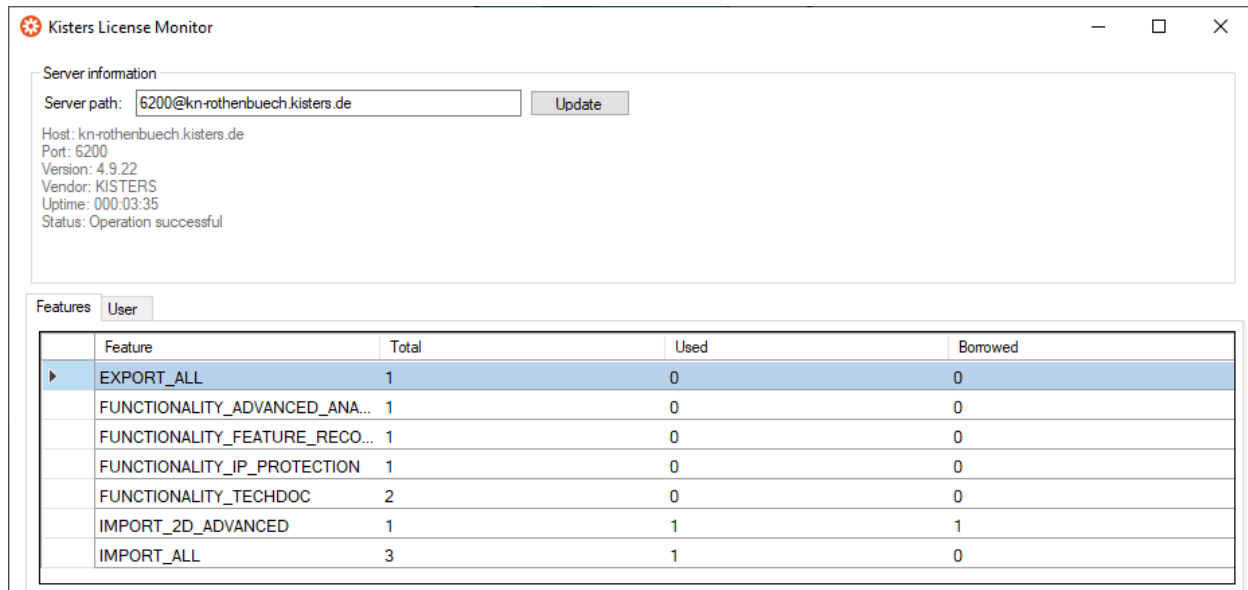 Kisters License Monitor
Server information
Server path: 6200@kn-rothenbuech.kisters.de Update
Host: kn-rothenbuech.kisters.de
Port: 6200
Version: 4.9.22
Vendor: KISTERS
Uptime: 000:03:35
Status: Operation successful
Features User
Feature Total Used Borrowed
EXPORT_ALL 1 0 0
FUNCTIONALITY_ADVANCED_ANA... 1 0 0
FUNCTIONALITY_FEATURE_RECO... 1 0 0
FUNCTIONALITY_IP_PROTECTION 1 0 0
FUNCTIONALITY_TECHDOC 2 0 0
IMPORT_2D_ADVANCED 1 1 1
IMPORT_ALL 3 1 0